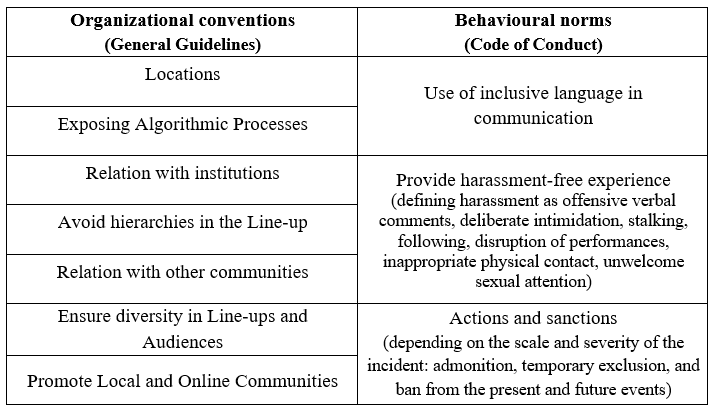 Organizational conventions
(General Guidelines)
Behavioural norms
(Code of Conduct)
Locations
Exposing Algorithmic Processes
Use of inclusive language in
communication
Relation with institutions
Avoid hierarchies in the Line-up
Relation with other communities
Provide harassment-free experience
(defining harassment as offensive verbal
comments, deliberate intimidation, stalking,
following, disruption of performances,
inappropriate physical contact, unwelcome
sexual attention)
Ensure diversity in Line-ups and
Audiences
Promote Local and Online Communities
Actions and sanctions
(depending on the scale and severity of the
incident: admonition, temporary exclusion, and
ban from the present and future events)